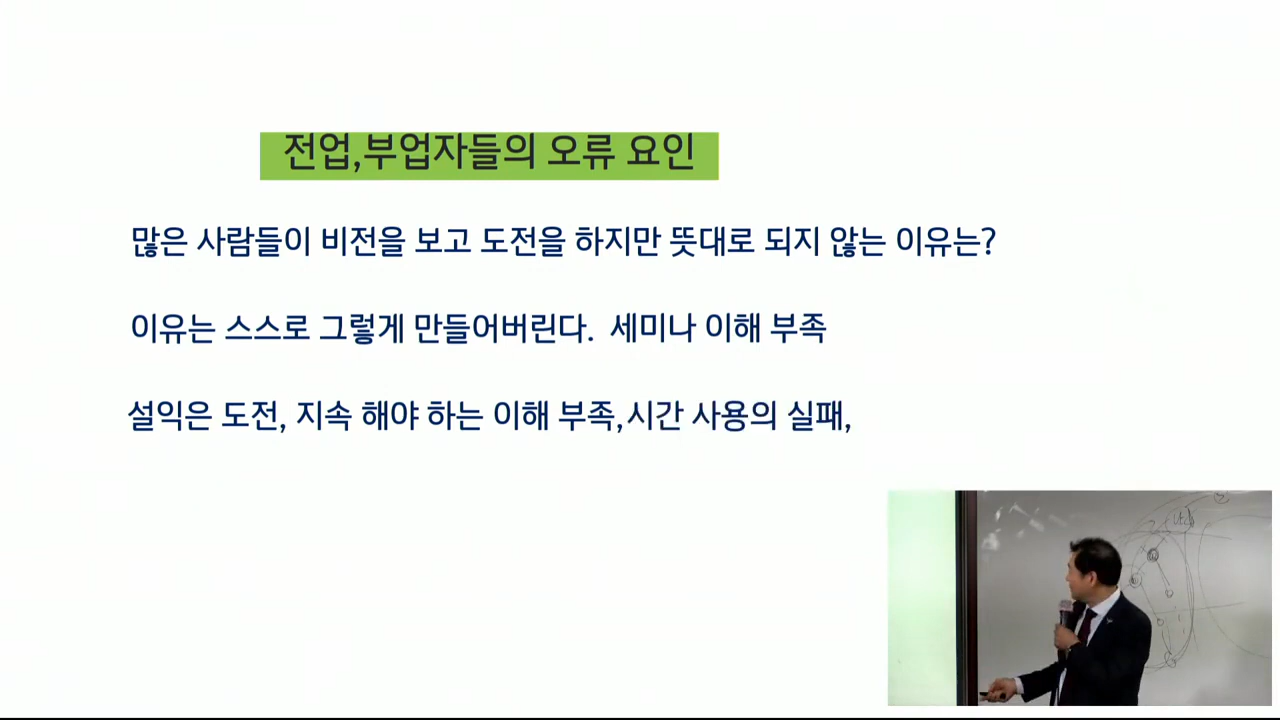 전업,부업자들의 오류 요인
많은 사람들이 비전을 보고 도전을 하지만 뜻대로 되지 않는 이유는?
이유는 스스로 그렇게 만들어버린다. 세미나 이해 부족
설익은 도전, 지속 해야 하는 이해 부족,시간 사용의 실패,